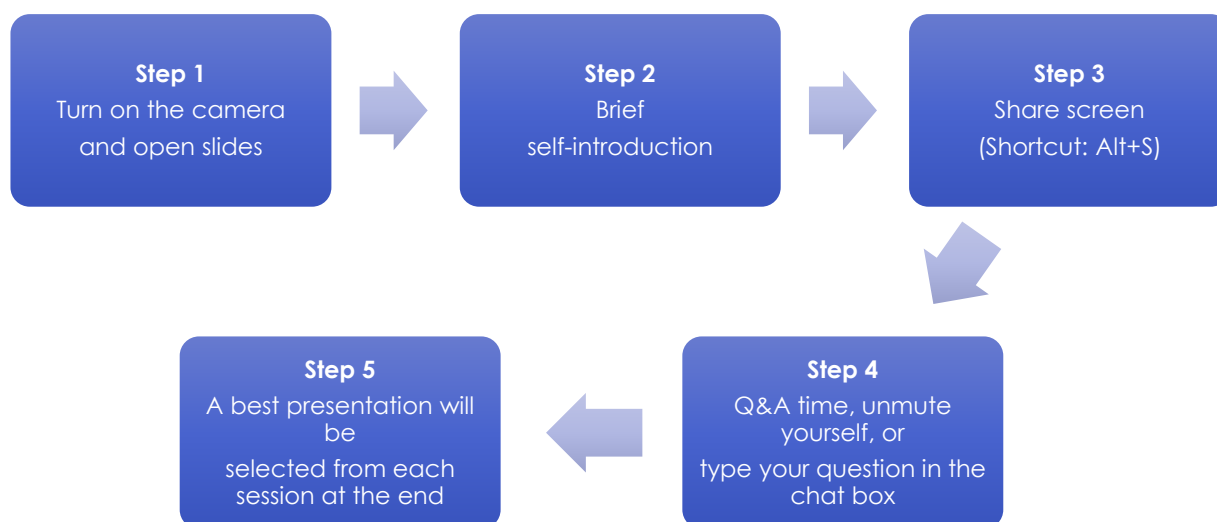 Step 1
Turn on the camera
and open slides
Step 2
Brief
self-introduction
Step 3
Share screen
(Shortcut: Alt+S)
Step 4
Q&A time, unmute
yourself, or
type your question in the
chat box
Step 5
A best presentation will
be
selected from each
session at the end